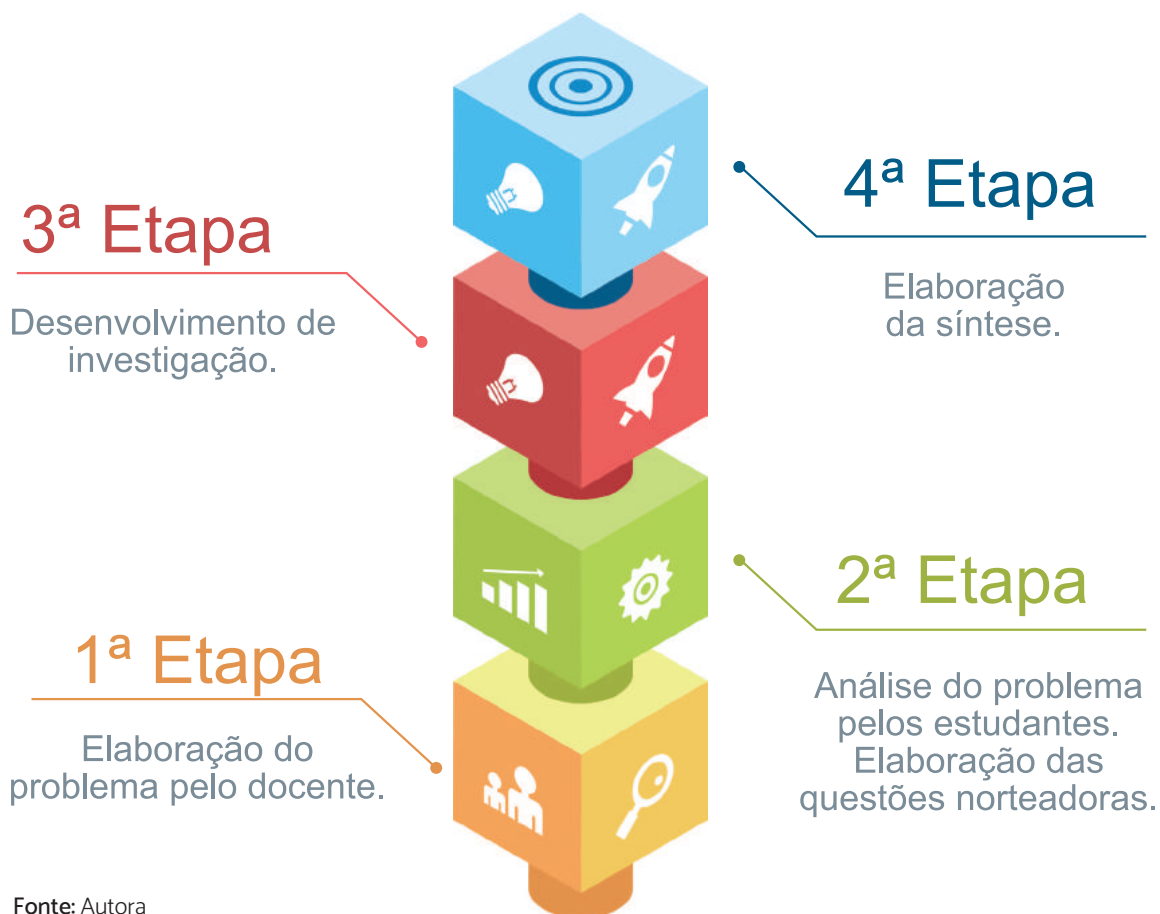 4ª Etapa
Elaboração
da síntese.
3ª Etapa
Desenvolvimento de
investigação.
2ª Etapa
Análise do problema
pelos estudantes.
Elaboração das
questões norteadoras.
1ª Etapa
Elaboração do
problema pelo docente.
Fonte: Autora